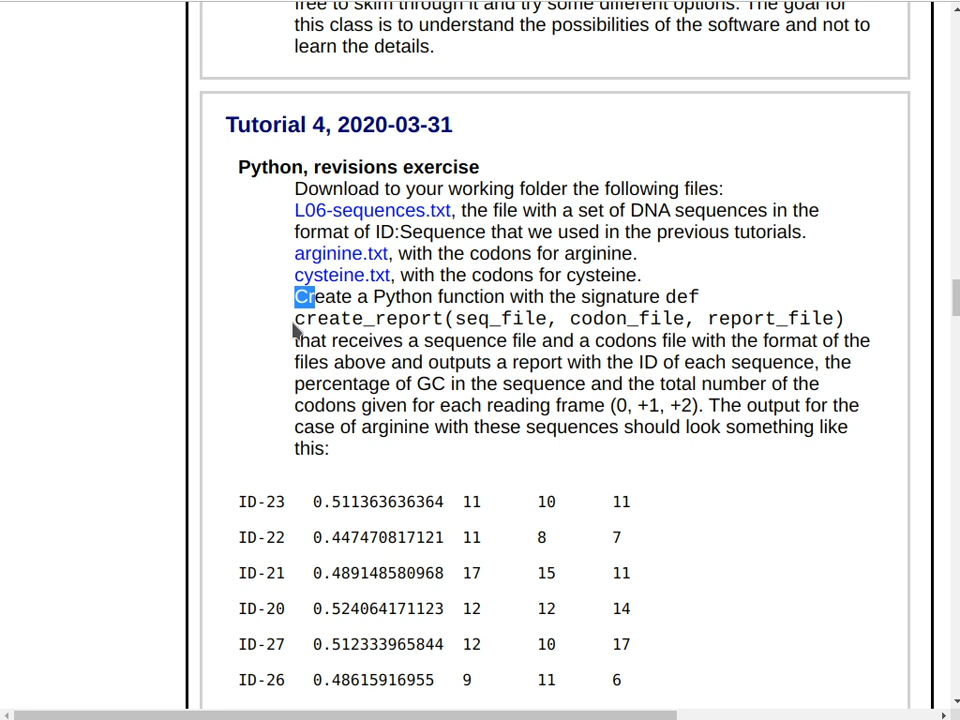 free to skim through it and try some different options. The goal for
this class is to understand the possibilities of the software and not to
learn the details.
Tutorial 4, 2020-03-31
Python, revisions exercise
Download to your working folder the following files:
L06-sequences.txt, the file with a set of DNA sequences in the
format of ID:Sequence that we used in the previous tutorials.
arginine.txt, with the codons for arginine.
cysteine.txt, with the codons for cysteine.
Create a Python function with the signature def
create_report(seq_file, codon_file, report_file)
that receives a sequence file and a codons file with the format of the
files above and outputs a report with the ID of each sequence, the
percentage of GC in the sequence and the total number of the
codons given for each reading frame (0, +1, +2). The output for the
case of arginine with these sequences should look something like
this:
ID-23 0.511363636364 11 10 11
ID-22 0.447470817121 11 8 7
ID-21 0.489148580968 17 15 11
ID-20 0.524064171123 12 12 14
ID-27 0.512333965844 12 10 17
ID-26 0.48615916955 9 11 6